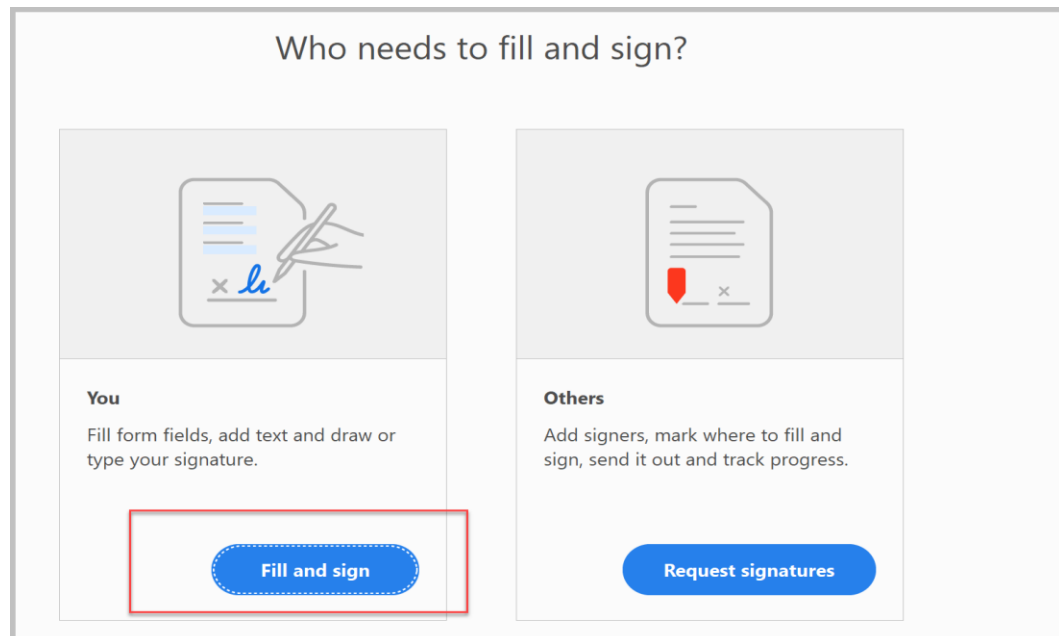 Who needs to fill and sign?
You
Fill form fields, add text and draw or
type your signature.
Fill and sign
Others
Add signers, mark where to fill and
sign, send it out and track progress.
Request signatures